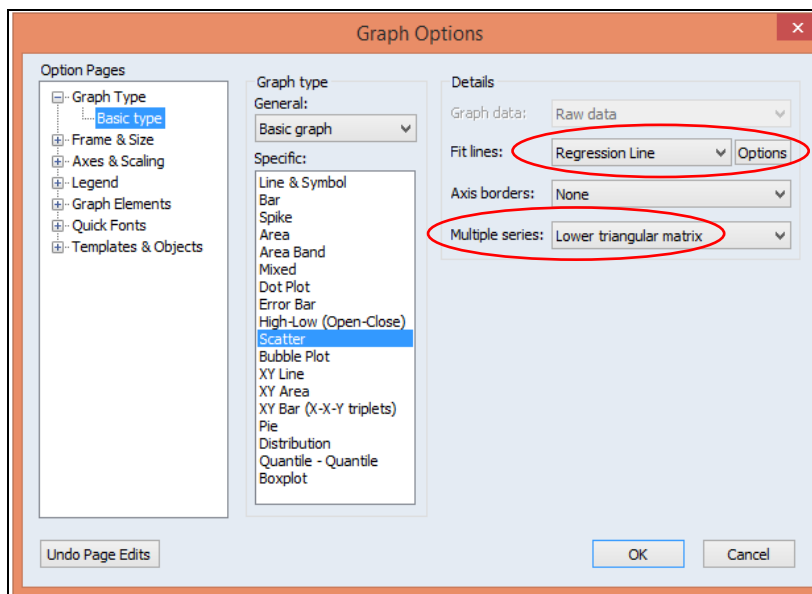 Graph Options
Option Pages
Graph Type
Basic type
Frame & Size
Axes & Scaling
Legend
Graph Elements
Quick Fonts
Templates & Objects
Graph type
General:
Basic graph
Specific:
Line & Symbol
Bar
Spike
Area
Area Band
Mixed
Dot Plot
Error Bar
High-Low (Open-Close)
Scatter
Bubble Plot
XY Line
XY Area
XY Bar (X-X-Y triplets)
Pie
Distribution
Quantile - Quantile
Boxplot
Details
Graph data: Raw data
Fit lines: Regression Line Options
Axis borders: None
Multiple series: Lower triangular matrix
Undo Page Edits
OK
Cancel